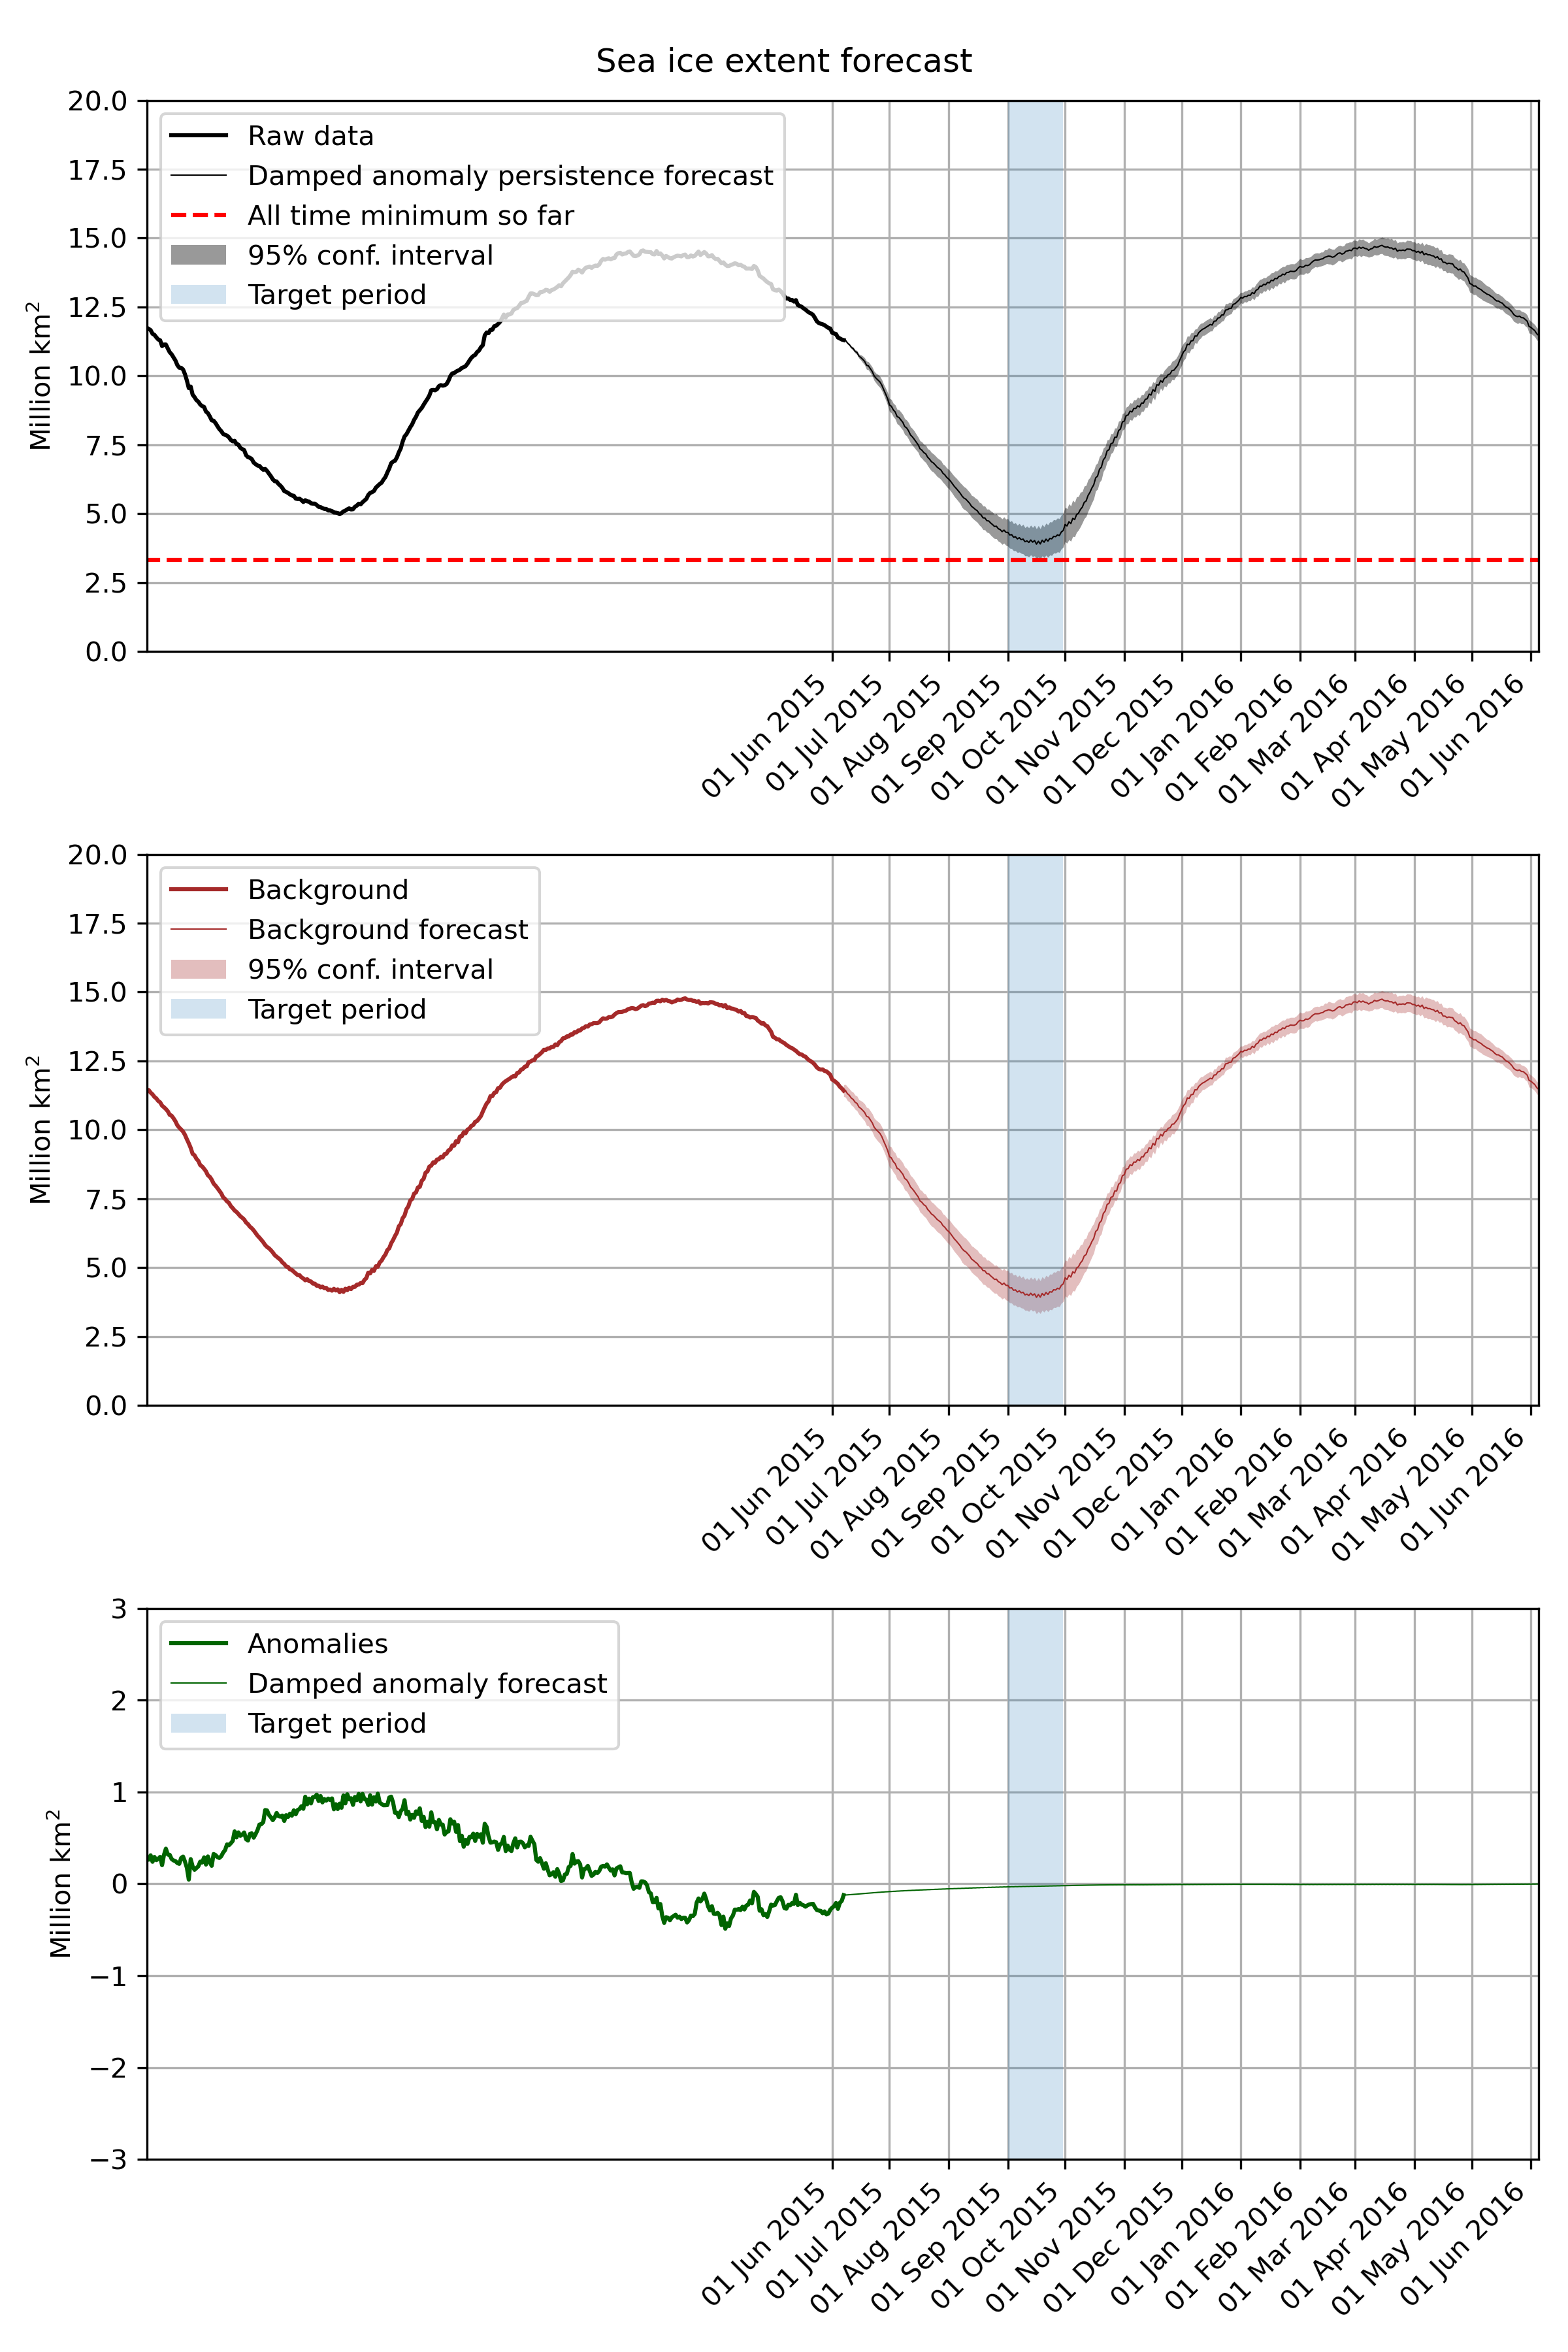 Sea ice extent forecast
20.0
17.5
15.0
12.5
10.0
7.5
5.0
2.5
0.0
Million km²
Raw data
Damped anomaly persistence forecast
All time minimum so far
95% conf. interval
Target period
01 Jun 2015
01 Jul 2015
01 Aug 2015
01 Sep 2015
01 Oct 2015
01 Nov 2015
01 Dec 2015
01 Jan 2016
01 Feb 2016
01 Mar 2016
01 Apr 2016
01 May 2016
01 Jun 2016
20.0
17.5
15.0
12.5
10.0
7.5
5.0
2.5
0.0
Million km²
Background
Background forecast
95% conf. interval
Target period
01 Jun 2015
01 Jul 2015
01 Aug 2015
01 Sep 2015
01 Oct 2015
01 Nov 2015
01 Dec 2015
01 Jan 2016
01 Feb 2016
01 Mar 2016
01 Apr 2016
01 May 2016
01 Jun 2016
3
2
1
0
−1
−2
−3
Million km²
Anomalies
Damped anomaly forecast
Target period
01 Jun 2015
01 Jul 2015
01 Aug 2015
01 Sep 2015
01 Oct 2015
01 Nov 2015
01 Dec 2015
01 Jan 2016
01 Feb 2016
01 Mar 2016
01 Apr 2016
01 May 2016
01 Jun 2016